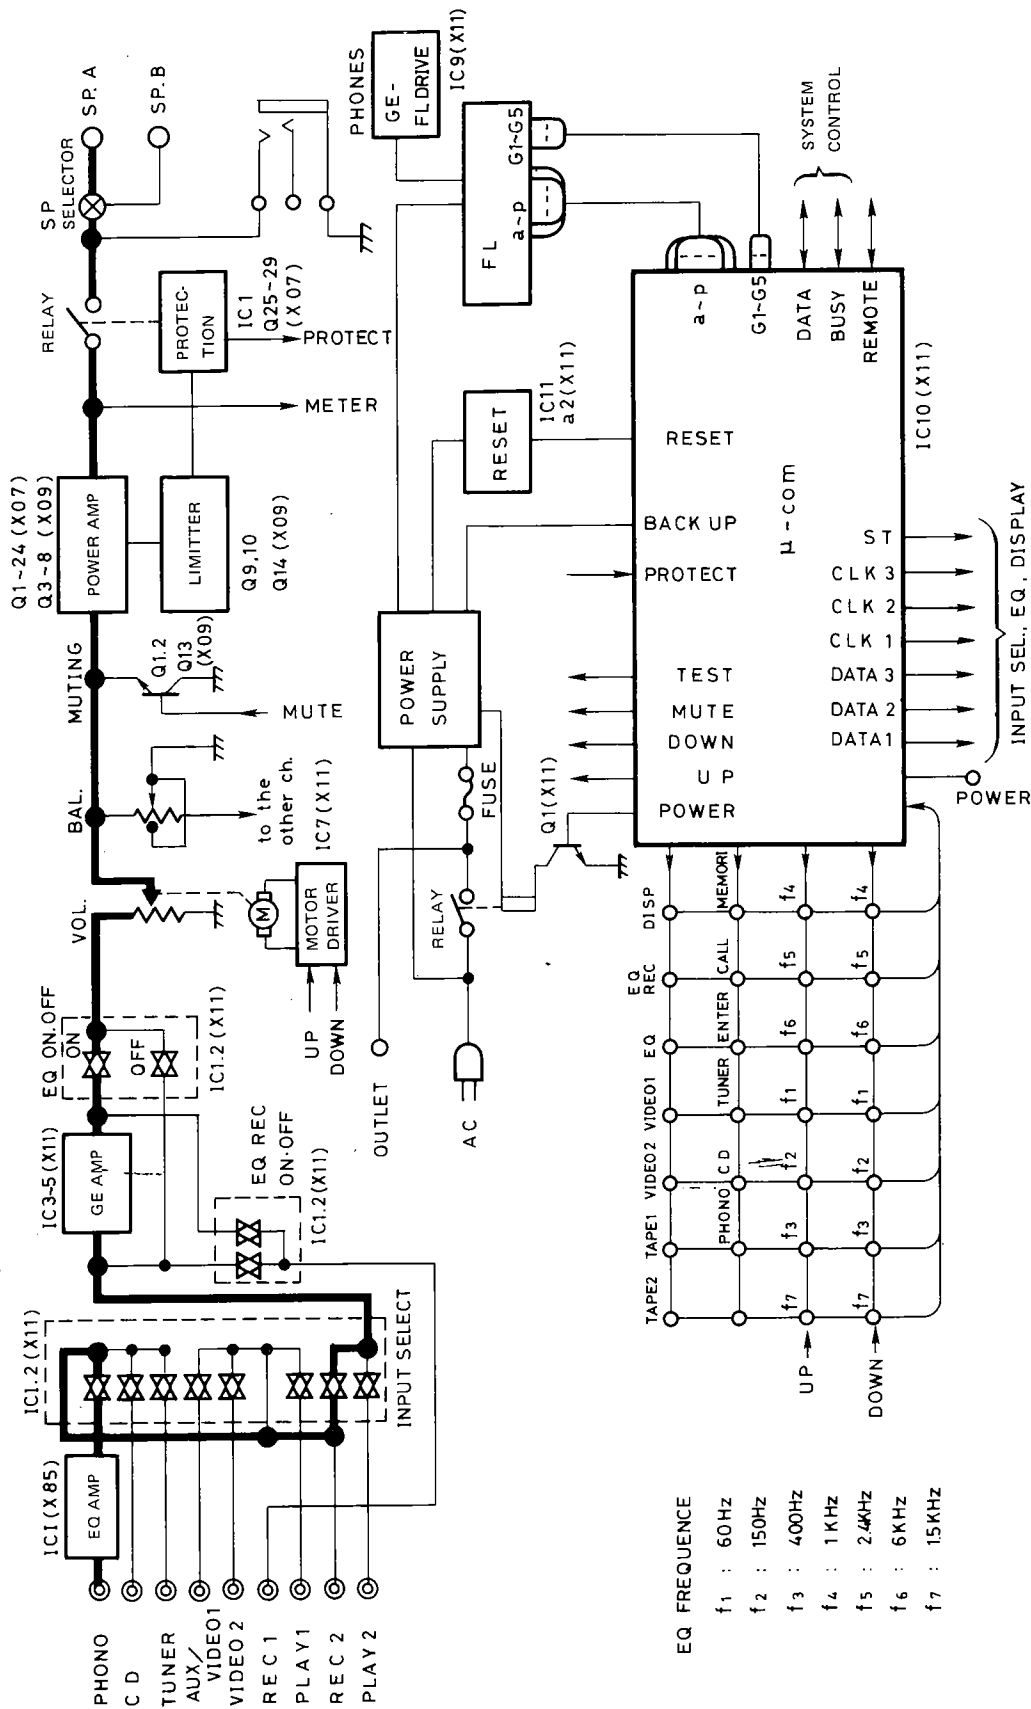 PHONO
CD
TUNER
AUX/
VIDEO1
VIDEO2
REC1
PLAY1
REC2
PLAY2
IC1(X85)
EQ AMP
IC1.2(X11)
INPUT SELECT
IC3-5(X11)
GE AMP
EQ REC
ON·OFF
IC1.2(X11)
EQ ON.OFF
ON
OFF
IC1.2(X11)
VOL.
M
MOTOR
DRIVER
IC7(X11)
UP
DOWN
BAL.
to the
other ch.
MUTING
Q1.2
Q13
(X09)
MUTE
Q1~24(X07)
Q3~8(X09)
POWER AMP
LIMITTER
Q9,10
Q14(X09)
METER
RELAY
PROTEC-
TION
IC1
Q25~29
(X07)
PROTECT
SP
SELECTOR
SP.A
SP.B
PHONES
OUTLET
AC
RELAY
FUSE
POWER
SUPPLY
Q1(X11)
RESET
IC11
a2(X11)
FL
a~p
G1~G5
GE-
FL DRIVE
IC9(X11)
POWER
UP
DOWN
MUTE
TEST
PROTECT
BACK UP
RESET
μ-com
a~p
G1~G5
DATA
BUSY
REMOTE
SYSTEM
CONTROL
IC10(X11)
DATA1
DATA2
DATA3
CLK 1
CLK 2
CLK 3
ST
INPUT SEL., EQ, DISPLAY
POWER
TAPE2
TAPE1
VIDEO2
VIDEO1
EQ
EQ
REC
DISP
PHONO
CD
TUNER
ENTER
CALL
MEMORI
UP
f7
f3
f2
f1
f6
f5
f4
DOWN
f7
f3
f2
f1
f6
f5
f4
EQ FREQUENCE
f1 : 60Hz
f2 : 150Hz
f3 : 400Hz
f4 : 1KHz
f5 : 2.4KHz
f6 : 6KHz
f7 : 15KHz